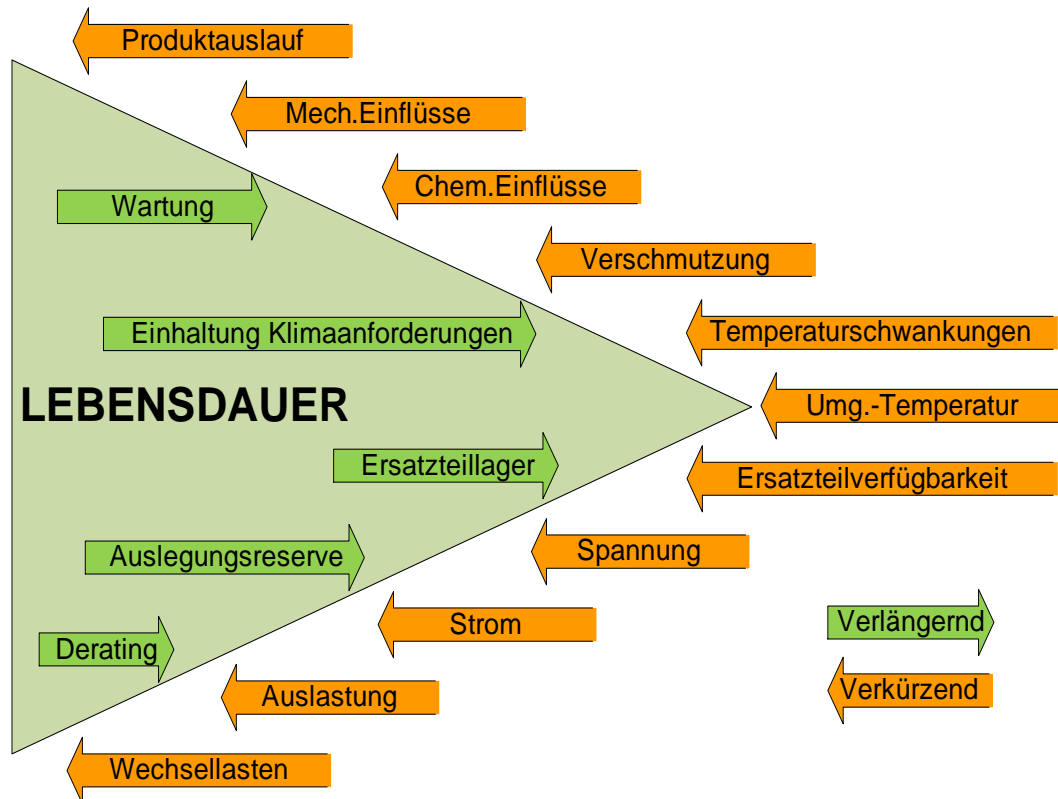 Produktauslauf
Mech.Einflüsse
Chem.Einflüsse
Wartung
Verschmutzung
Einhaltung Klimaanforderungen
Temperaturschwankungen
LEBENSDAUER
Umg.-Temperatur
Ersatzteillager
Ersatzteilverfügbarkeit
Auslegungsreserve
Spannung
Strom
Verlängernd
Derating
Auslastung
Verkürzend
Wechsellasten